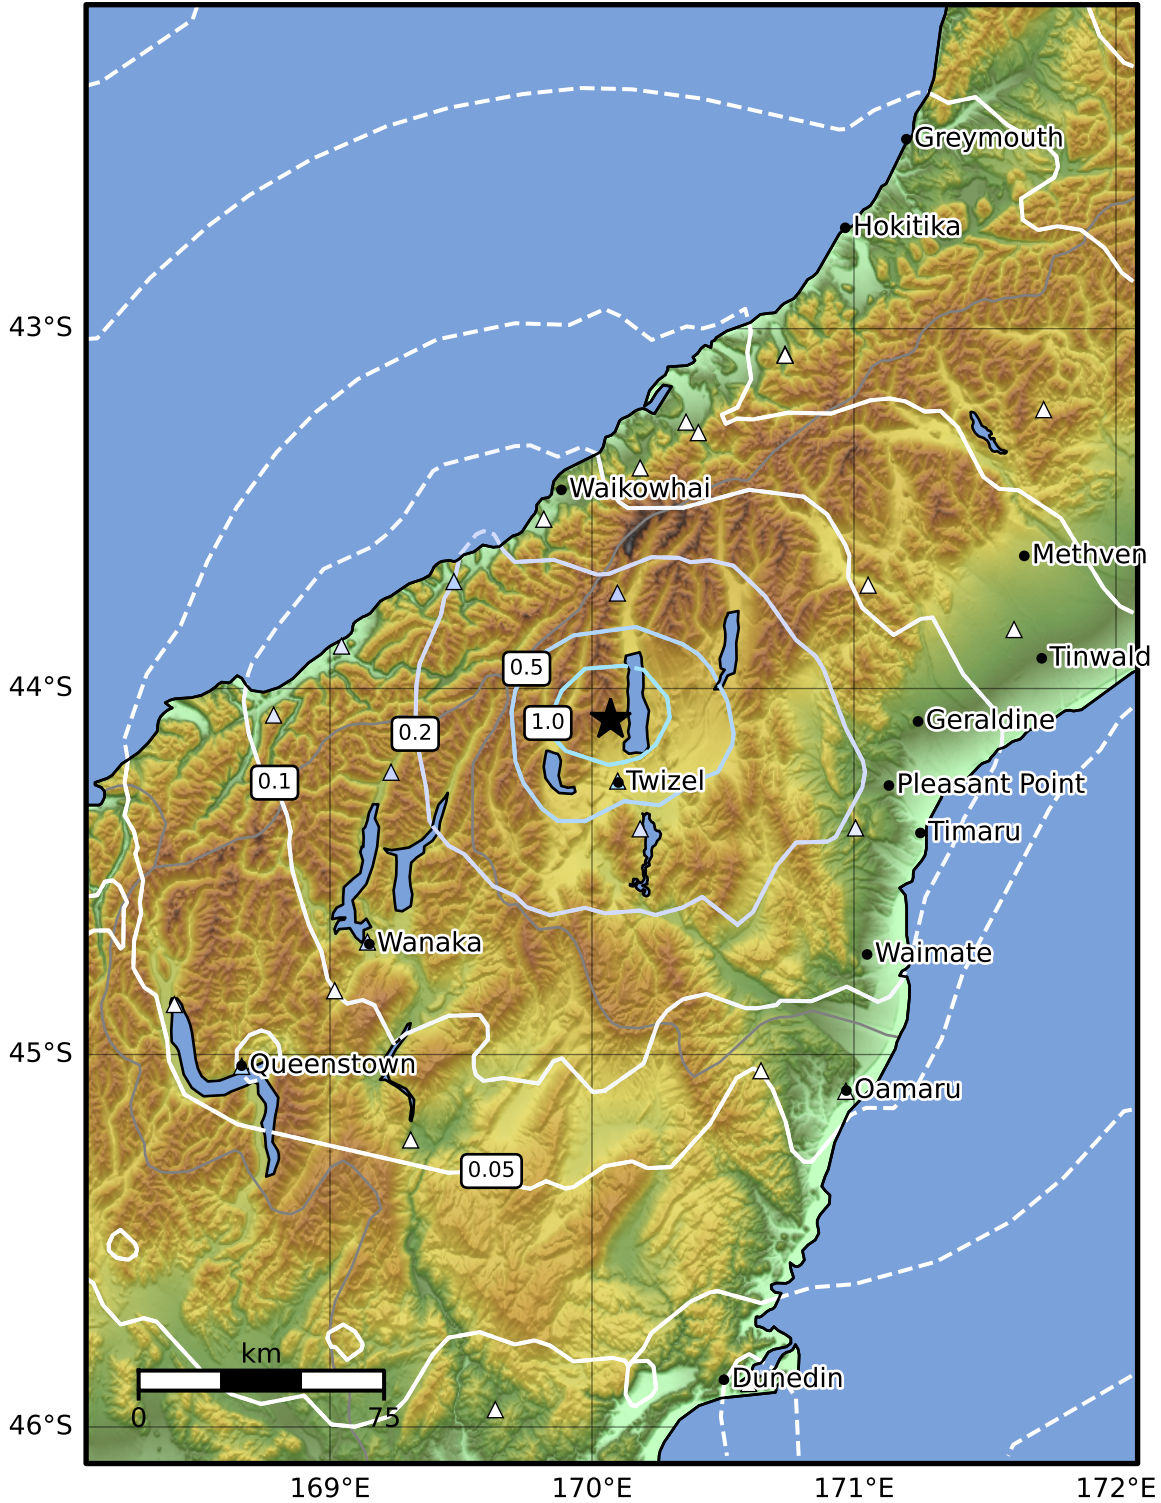 Greymouth
Hokitika
43°S
Waikowhai
Methven
Tinwald
0.5
44°S
Geraldine
1.0
0.2
0.1
Twizel
Pleasant Point
Timaru
Wanaka
Waimate
45°S
Queenstown
Oamaru
0.05
km
Dunedin
0
75
46°S
169°E
170°E
171°E
172°E